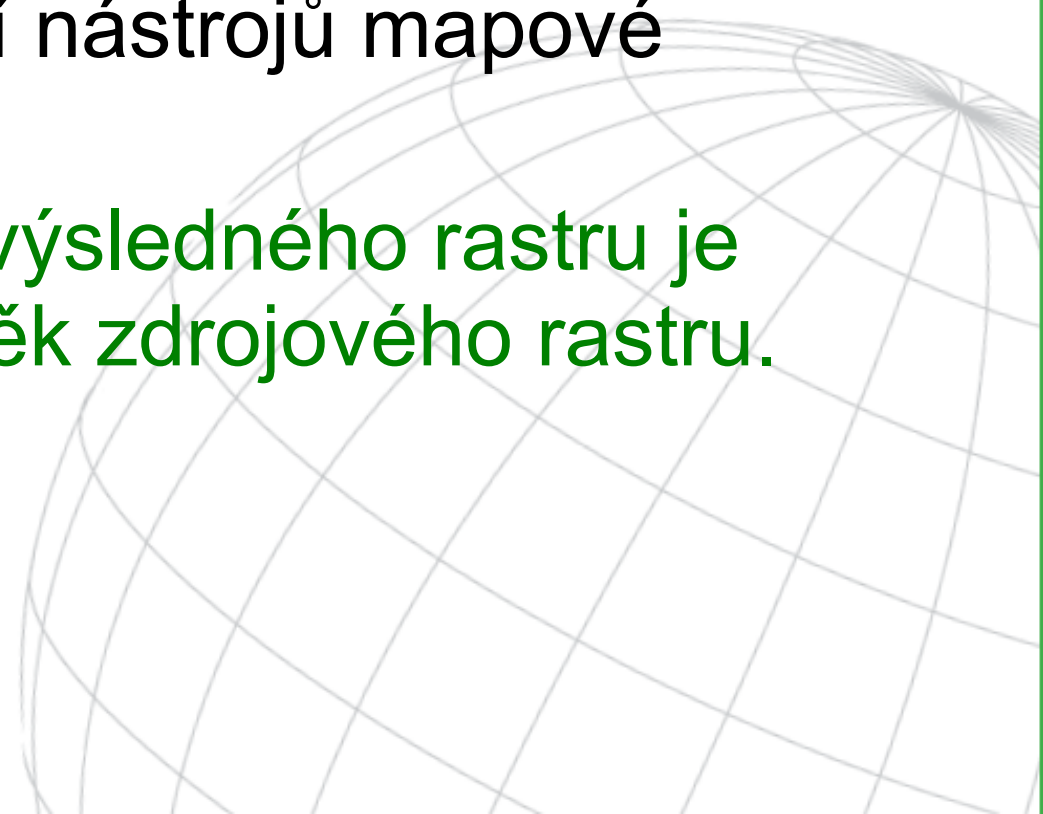 í nástrojů mapové
výsledného rastru je
ěk zdrojového rastru.